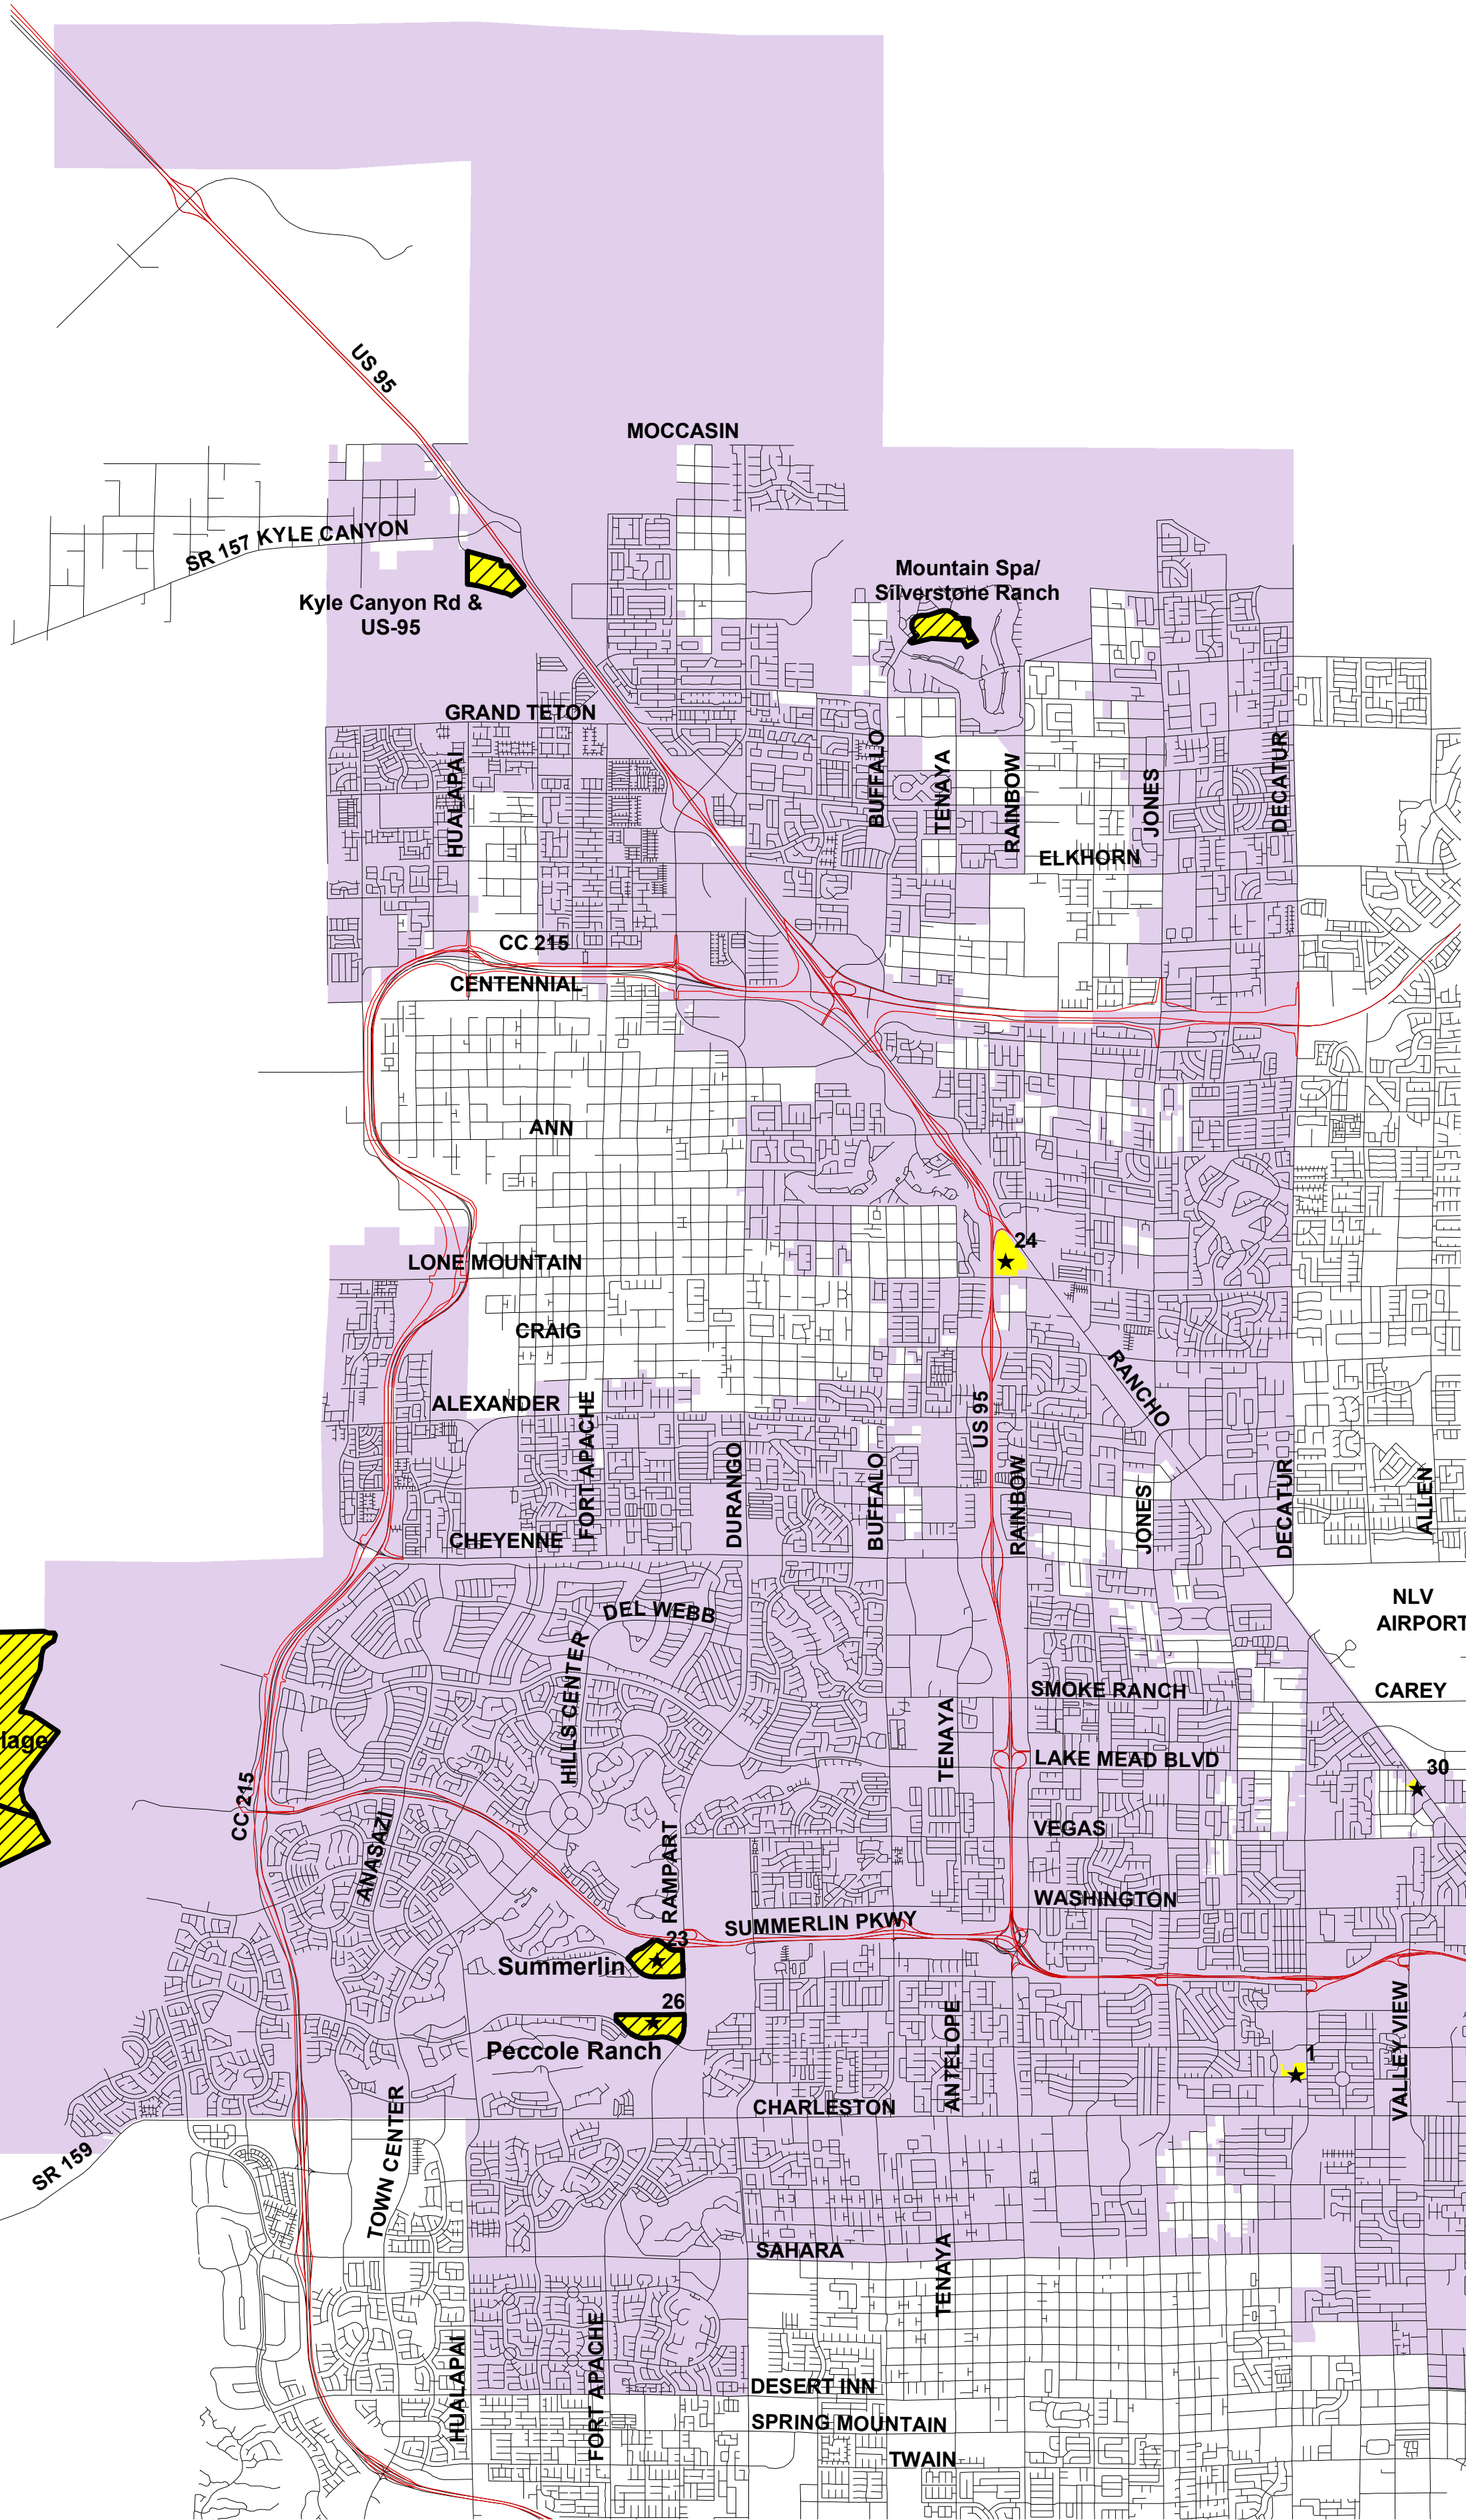 US 95
MOCCASIN
SR 157 KYLE CANYON
Mountain Spa/
Silverstone Ranch
Kyle Canyon Rd &
US-95
GRAND TETON
HUALAPAI
BUFFALO
TENAYA
RAINBOW
JONES
DECATUR
ELKHORN
CC 215
CENTENNIAL
ANN
24
LONE MOUNTAIN
CRAIG
RANCHO
ALEXANDER
FORT APACHE
US 95
DURANGO
BUFFALO
RAINBOW
JONES
DECATUR
ALLEN
CHEYENNE
NLV
AIRPORT
DEL WEBB
HILLS CENTER
SMOKE RANCH
CAREY
TENAYA
lage
LAKE MEAD BLVD
30
CC 215
ANASAZI
VEGAS
RAMPART
WASHINGTON
SUMMERLIN PKWY
23
Summerlin
26
Peccole Ranch
ANTELOPE
VALLEY VIEW
1
CHARLESTON
SR 159
TOWN CENTER
SAHARA
TENAYA
HUALAPAI
FORT APACHE
DESERT INN
SPRING MOUNTAIN
TWAIN